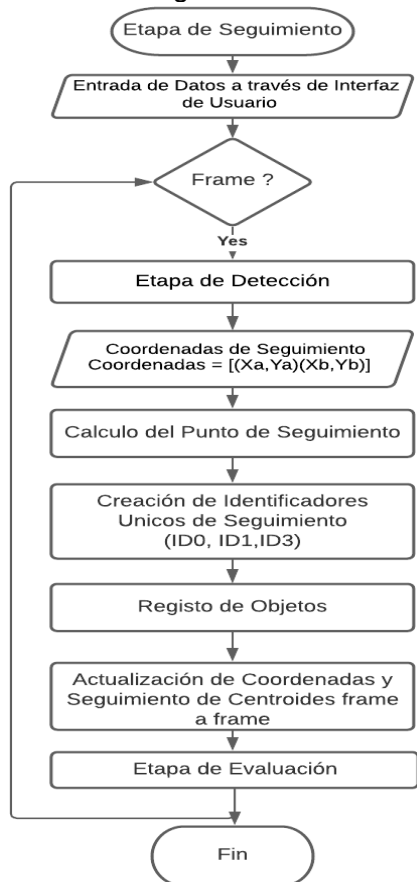 Etapa de Seguimiento
Entrada de Datos a través de Interfaz
de Usuario
Frame ?
Yes
Etapa de Detección
Coordenadas de Seguimiento
Coordenadas = [(Xa,Ya)(Xb,Yb)]
Calculo del Punto de Seguimiento
Creación de Identificadores
Unicos de Seguimiento
(ID0, ID1,ID3)
Registo de Objetos
Actualización de Coordenadas y
Seguimiento de Centroides frame
a frame
Etapa de Evaluación
Fin